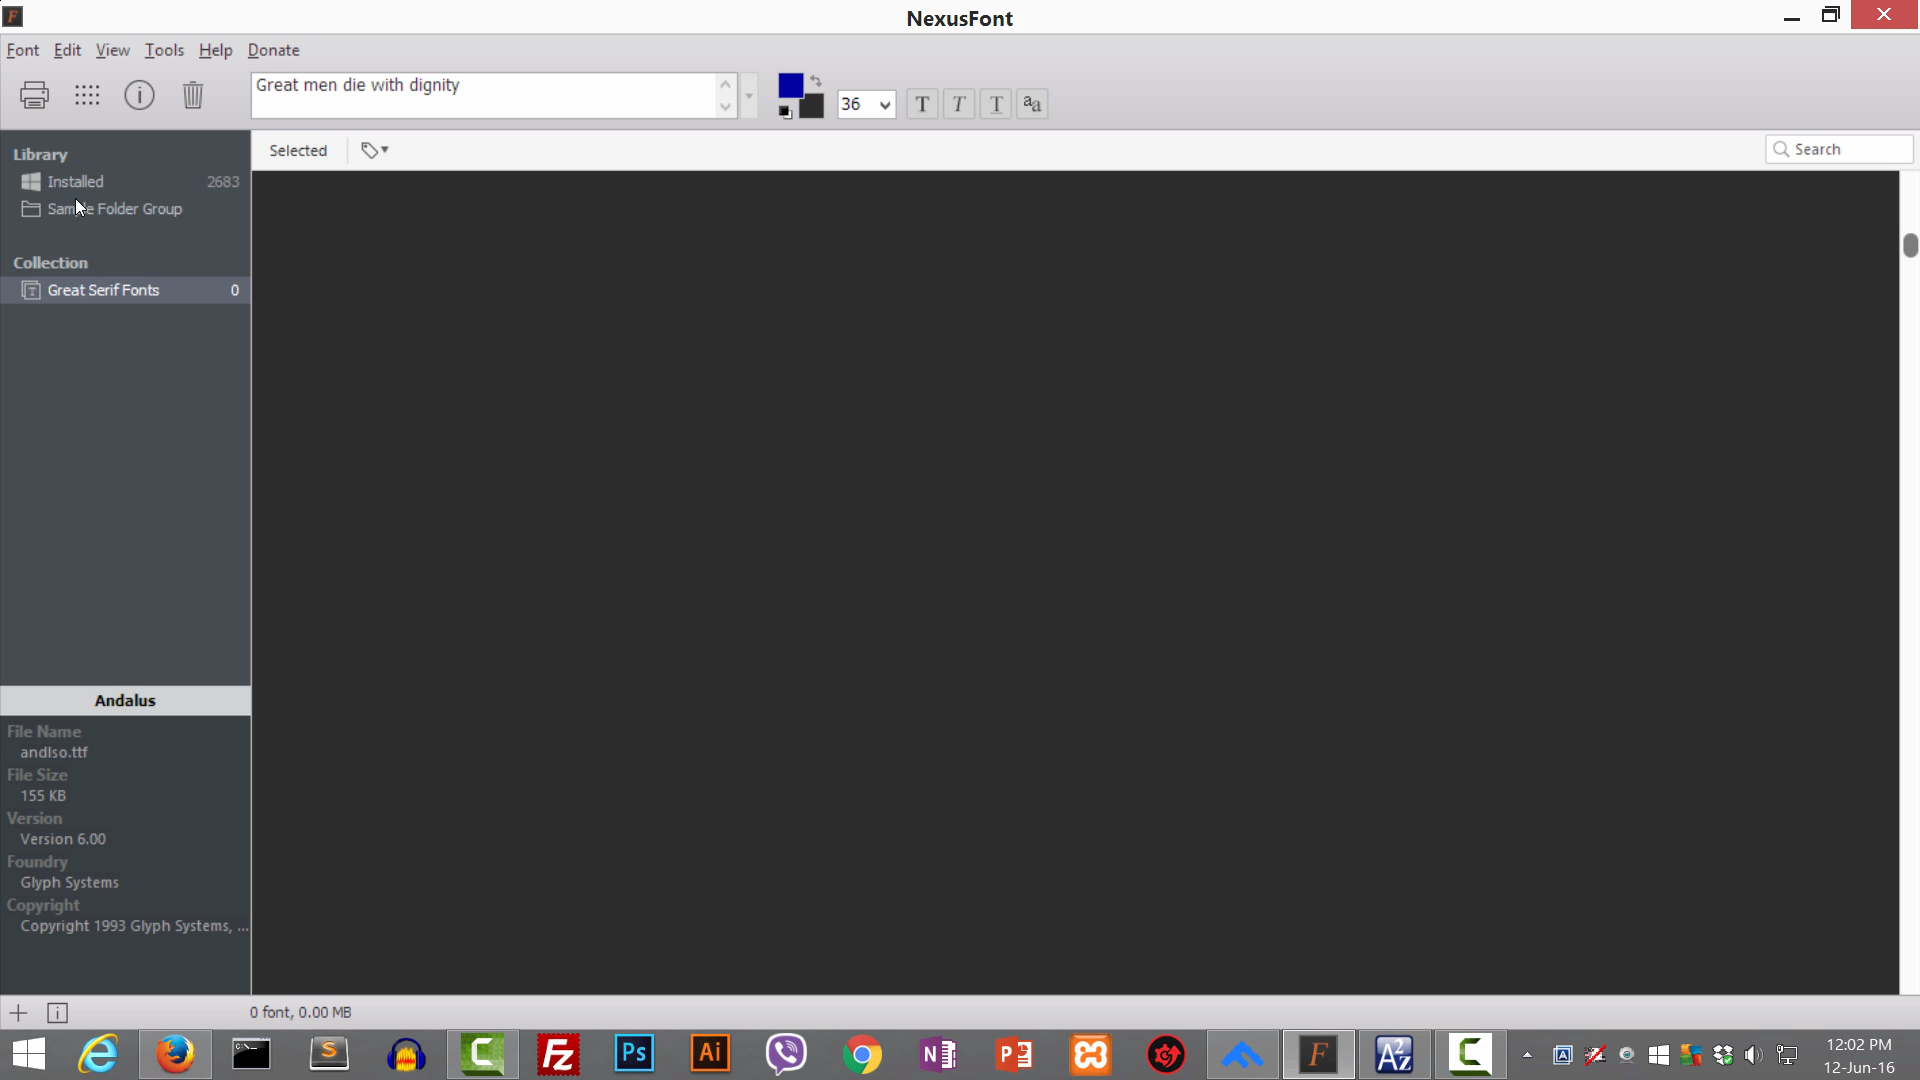 NexusFont
Font Edit View Tools Help Donate
Great men die with dignity
36 T T T aa
Selected
Search
Library
Installed 2683
Sample Folder Group
Collection
Great Serif Fonts 0
Andalus
File Name
andlso.ttf
File Size
155 KB
Version
Version 6.00
Foundry
Glyph Systems
Copyright
Copyright 1993 Glyph Systems, ...
0 font, 0.00 MB
12:02 PM
12-Jun-16